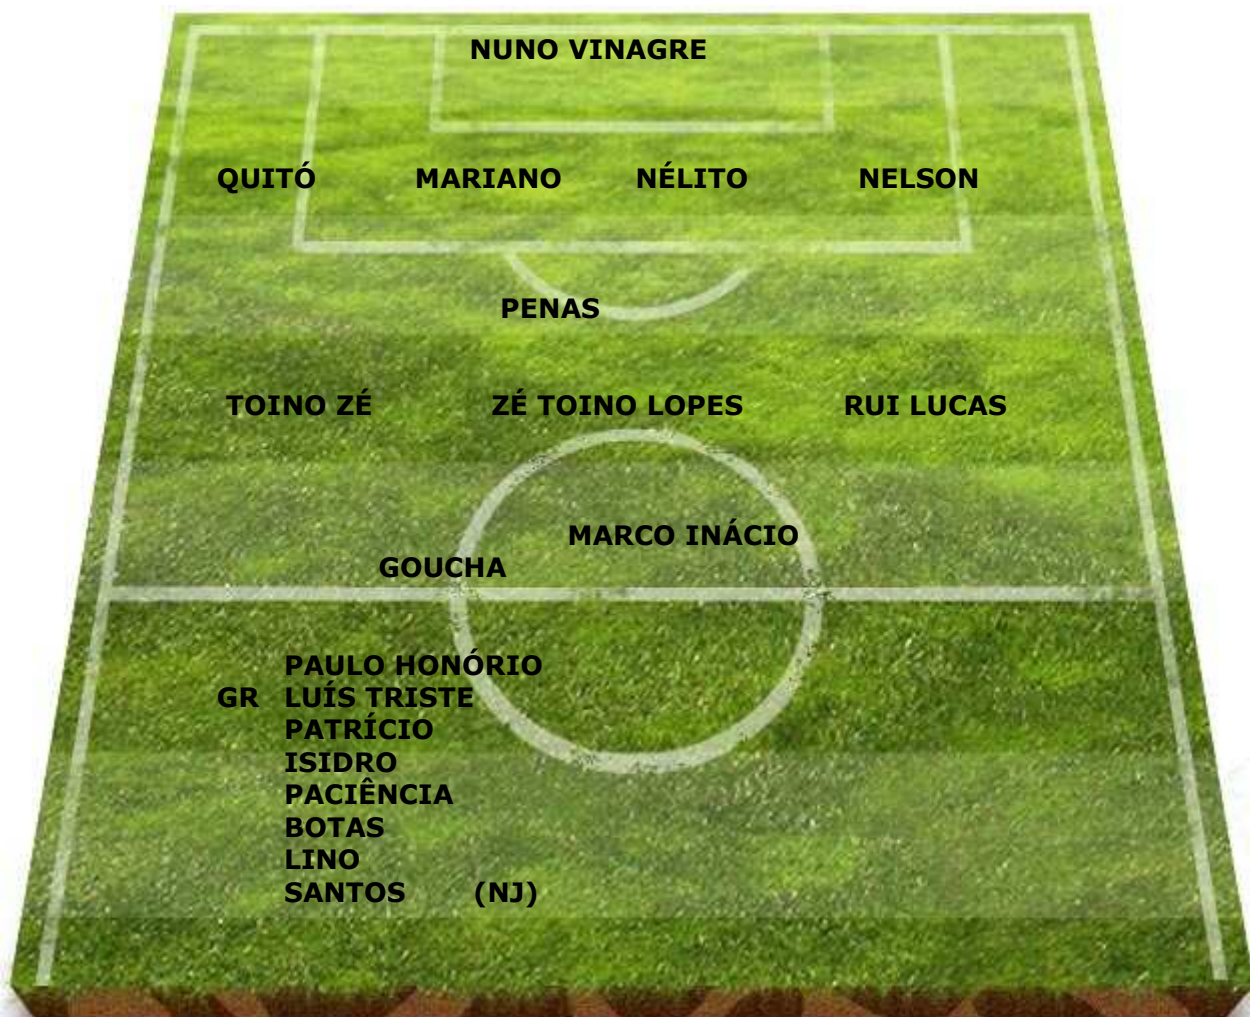 NUNO VINAGRE
QUITÓ MARIANO NÉLITO NELSON
PENAS
TOINO ZÉ ZÉ TOINO LOPES RUI LUCAS
MARCO INÁCIO
GOUCHA
PAULO HONÓRIO
GR LUÍS TRISTE
PATRÍCIO
ISIDRO
PACIÊNCIA
BOTAS
LINO
SANTOS (NJ)